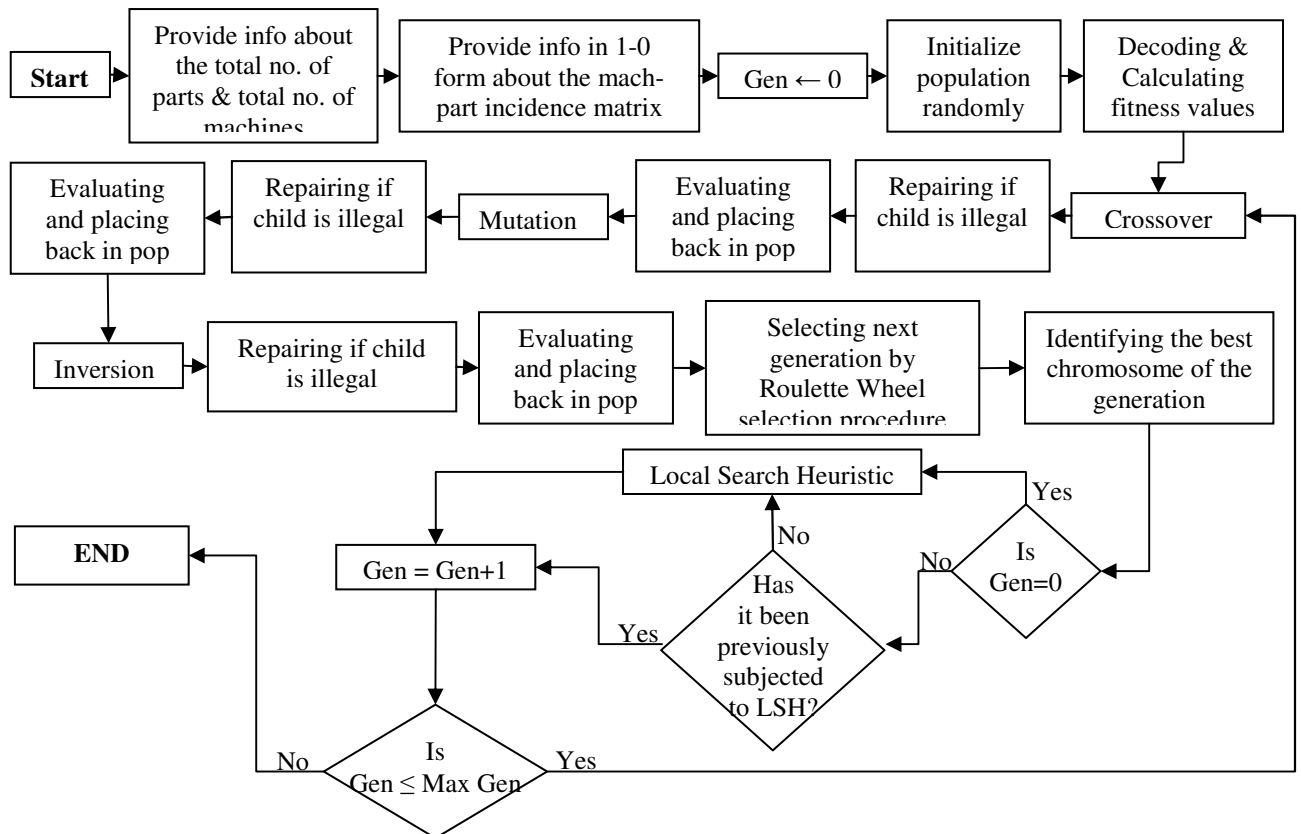 Start
Provide info about
the total no. of
parts & total no. of
machines
Provide info in 1-0
form about the mach-
part incidence matrix
Gen ← 0
Initialize
population
randomly
Decoding &
Calculating
fitness values
Crossover
Repairing if
child is illegal
Evaluating
and placing
back in pop
Mutation
Repairing if
child is illegal
Evaluating
and placing
back in pop
Inversion
Repairing if child
is illegal
Evaluating
and placing
back in pop
Selecting next
generation by
Roulette Wheel
selection procedure
Identifying the best
chromosome of the
generation
Is
Gen=0
Yes
No
Local Search Heuristic
Has
it been
previously
subjected
to LSH?
No
Yes
Gen = Gen+1
Is
Gen ≤ Max Gen
Yes
No
END